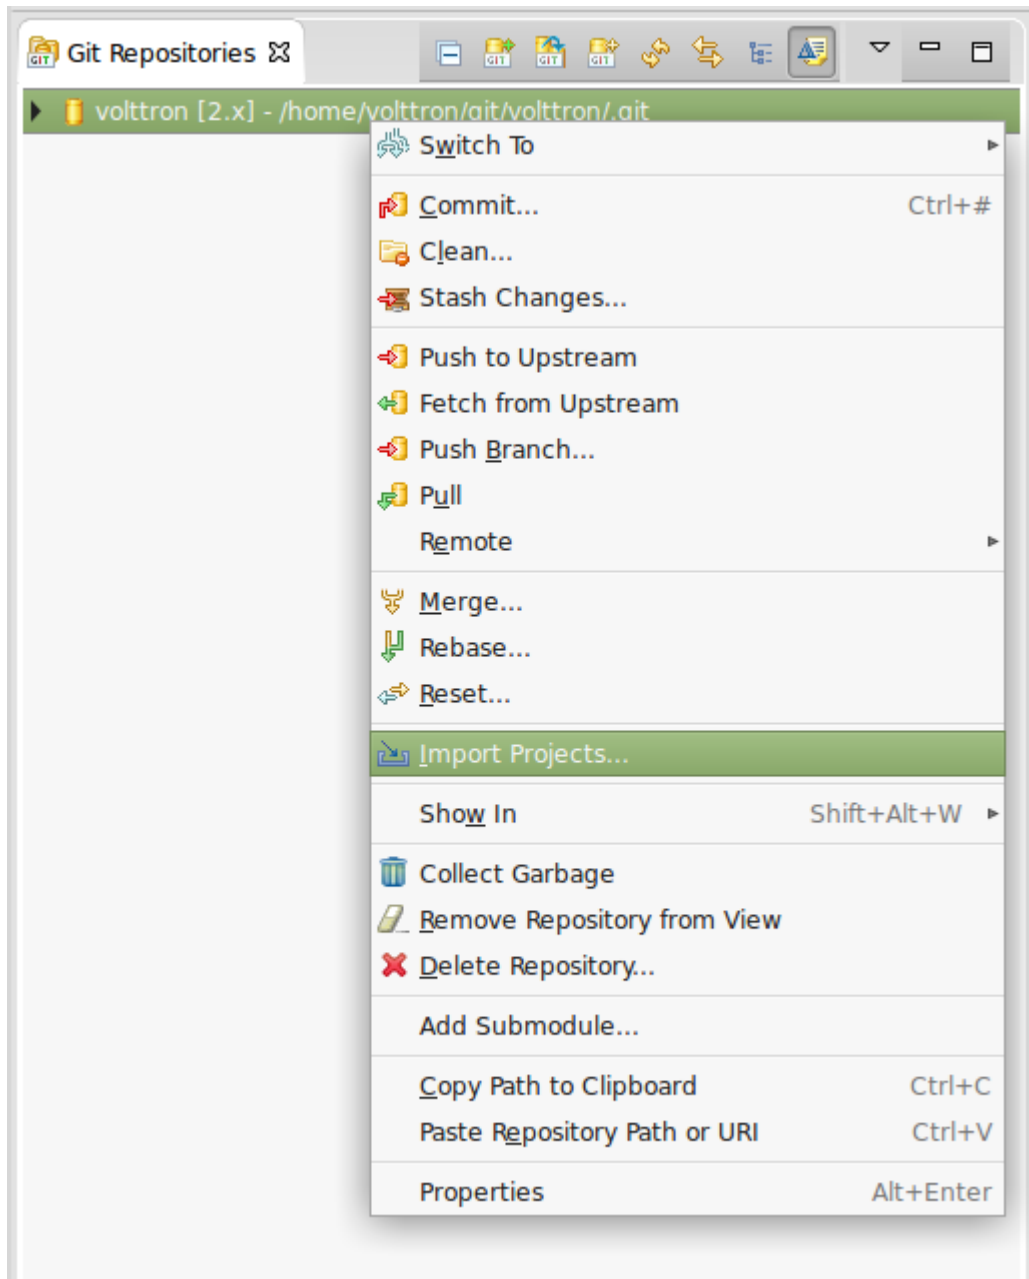 Git Repositories
volttron [2.x] - /home/volttron/git/volttron/.git
Switch To
Commit... Ctrl+#
Clean...
Stash Changes...
Push to Upstream
Fetch from Upstream
Push Branch...
Pull
Remote
Merge...
Rebase...
Reset...
Import Projects...
Show In Shift+Alt+W
Collect Garbage
Remove Repository from View
Delete Repository...
Add Submodule...
Copy Path to Clipboard Ctrl+C
Paste Repository Path or URI Ctrl+V
Properties Alt+Enter